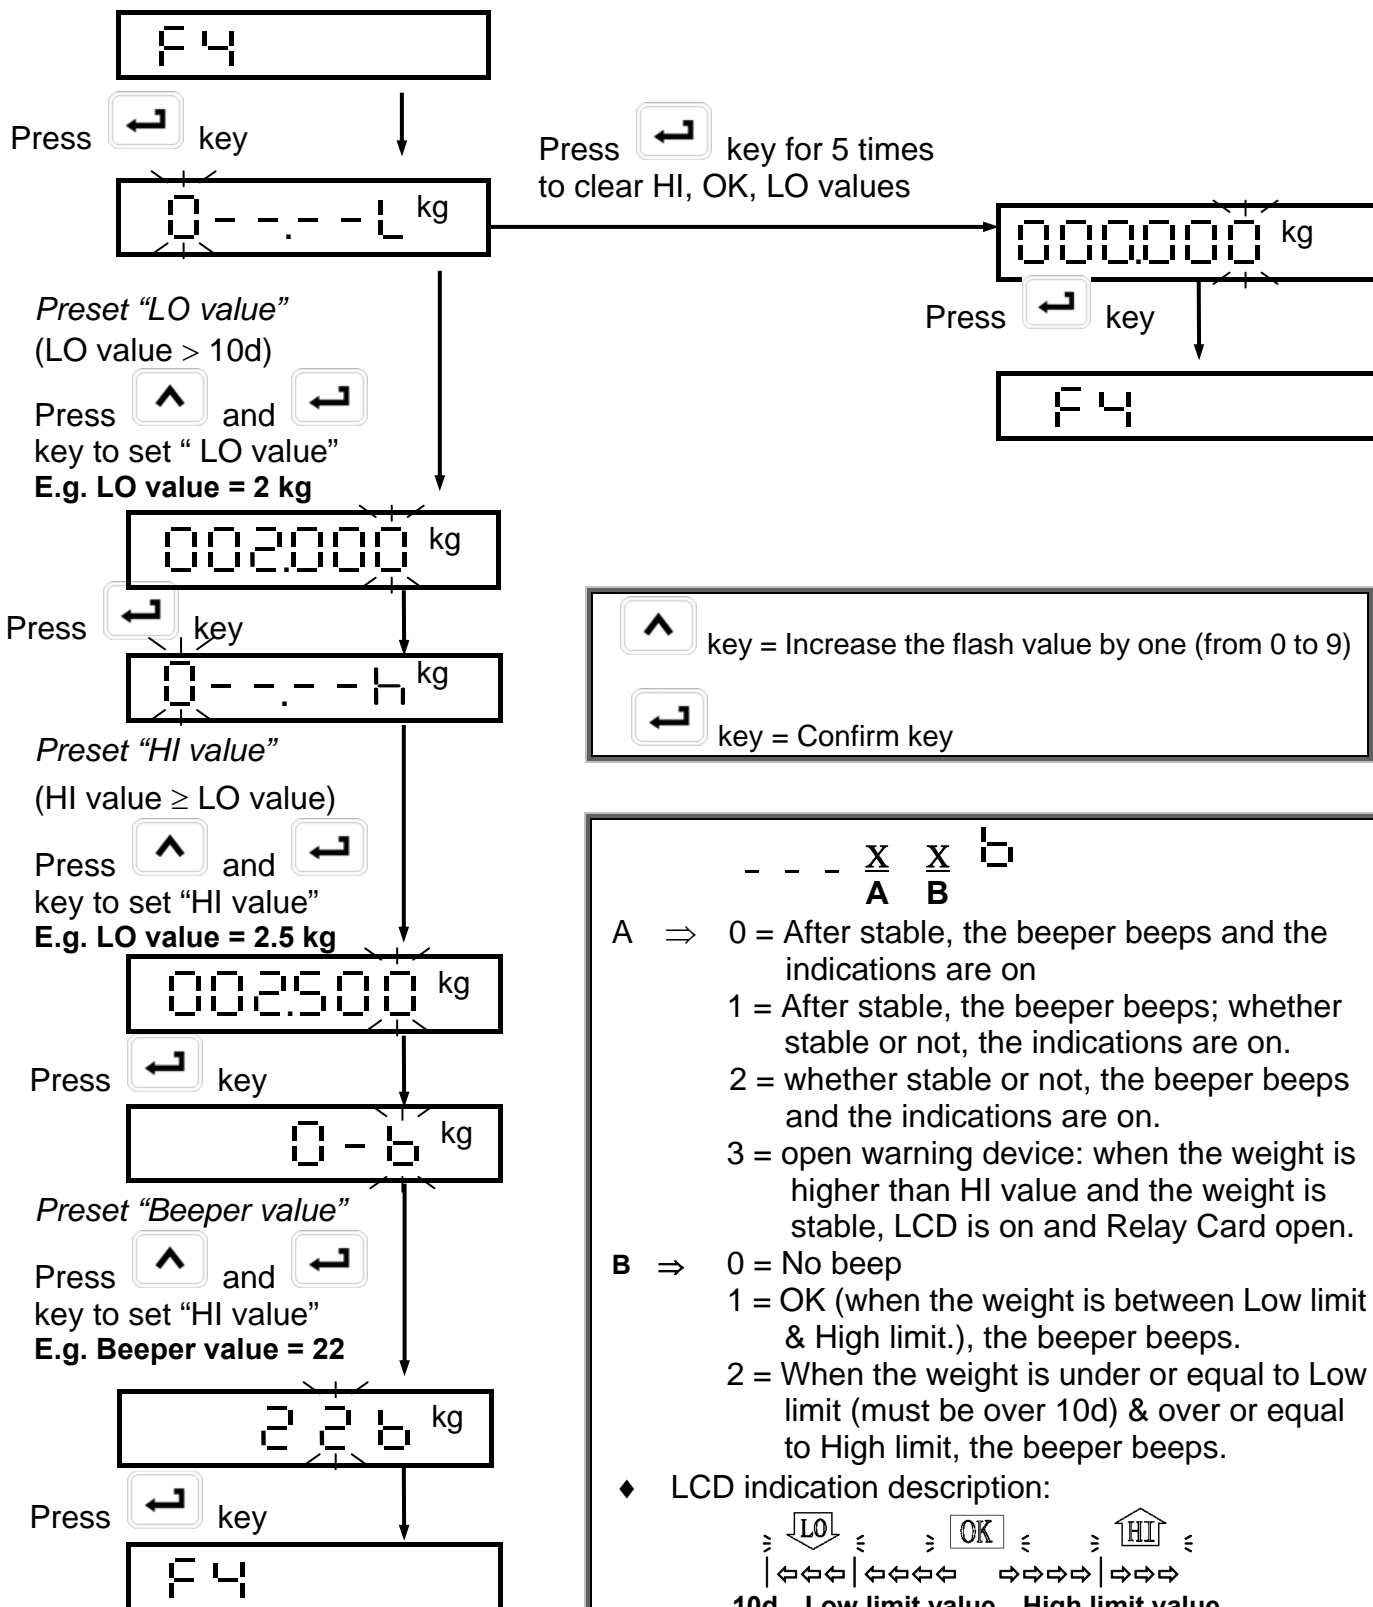 F4
Press key
0--.--L kg
Press key for 5 times
to clear HI, OK, LO values
000.000 kg
Press key
F4
Preset “LO value”
(LO value > 10d)
Press ^ and
key to set “ LO value”
E.g. LO value = 2 kg
002.000 kg
Press key
0--.--h kg
Preset “HI value”
(HI value ≥ LO value)
Press ^ and
key to set “HI value”
E.g. LO value = 2.5 kg
002.500 kg
Press key
0-b kg
Preset “Beeper value”
Press ^ and
key to set “HI value”
E.g. Beeper value = 22
22b kg
Press key
F4
^ key = Increase the flash value by one (from 0 to 9)
key = Confirm key
_ _ _ X X b
A B
A ⇒ 0 = After stable, the beeper beeps and the
indications are on
1 = After stable, the beeper beeps; whether
stable or not, the indications are on.
2 = whether stable or not, the beeper beeps
and the indications are on.
3 = open warning device: when the weight is
higher than HI value and the weight is
stable, LCD is on and Relay Card open.
B ⇒ 0 = No beep
1 = OK (when the weight is between Low limit
& High limit.), the beeper beeps.
2 = When the weight is under or equal to Low
limit (must be over 10d) & over or equal
to High limit, the beeper beeps.
♦ LCD indication description:
LO OK HI
|⇦⇦⇦|⇦⇦⇦⇦ ⇨⇨⇨⇨|⇨⇨⇨
10d Low limit value High limit value